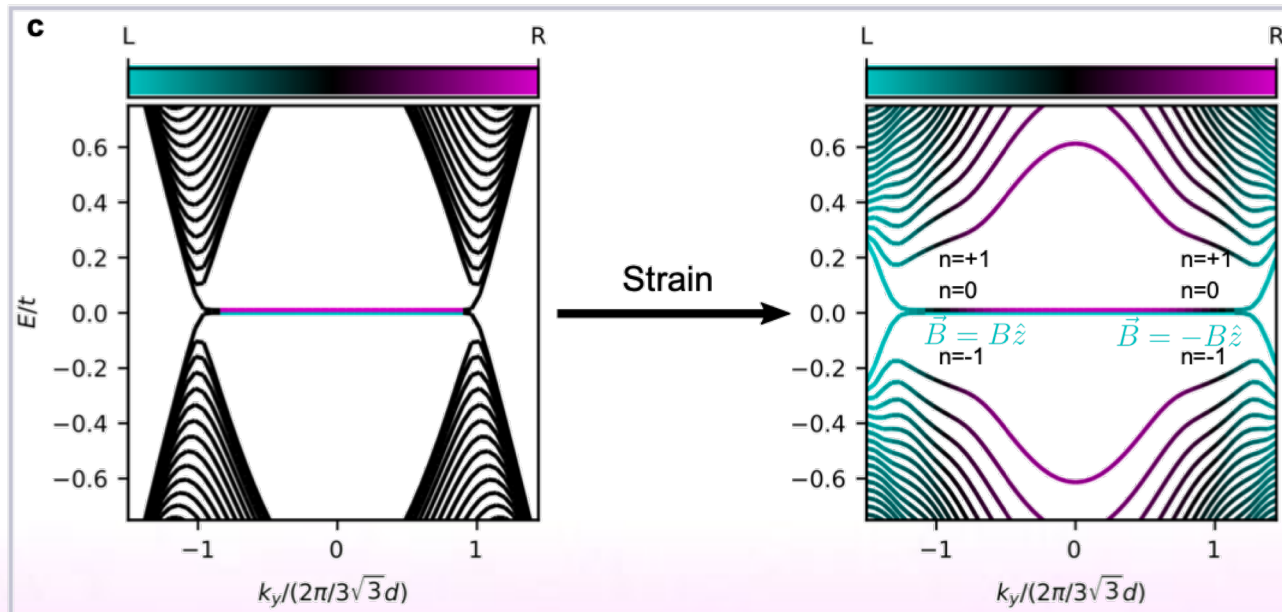 c
L R
L R
0.6
0.4
0.2
0.0
−0.2
−0.4
−0.6
E/t
−1 0 1
k_y/(2π/3√3d)
Strain
0.6
0.4
0.2
0.0
−0.2
−0.4
−0.6
n=+1 n=+1
n=0 n=0
B⃗ = Bẑ B⃗ = −Bẑ
n=-1 n=-1
−1 0 1
k_y/(2π/3√3d)